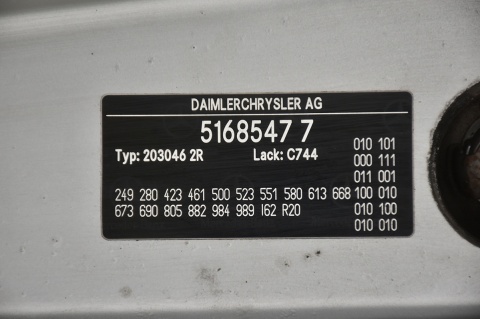 DAIMLERCHRYSLER AG
5168547 7
Typ: 203046 2R Lack: C744
010 101
000 111
011 001
249 280 423 461 500 523 551 580 613 668 100 010
673 690 805 882 984 989 I62 R20 010 100
010 010